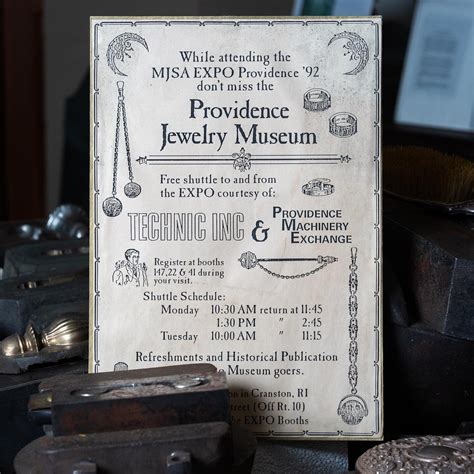 While attending the
MJSA EXPO Providence '92
don't miss the
Providence
Jewelry Museum
Free shuttle to and from
the EXPO courtesy of:
TECHNIC INC & PROVIDENCE MACHINERY EXCHANGE
Register at booths
147,22 & 41 during
your visit.
Shuttle Schedule:
Monday 10:30 AM return at 11:45
1:30 PM " 2:45
Tuesday 10:00 AM " 11:15
Refreshments and Historical Publication
to Museum goers.
in Cranston, RI
Street (Off Rt. 10)
the EXPO Booths